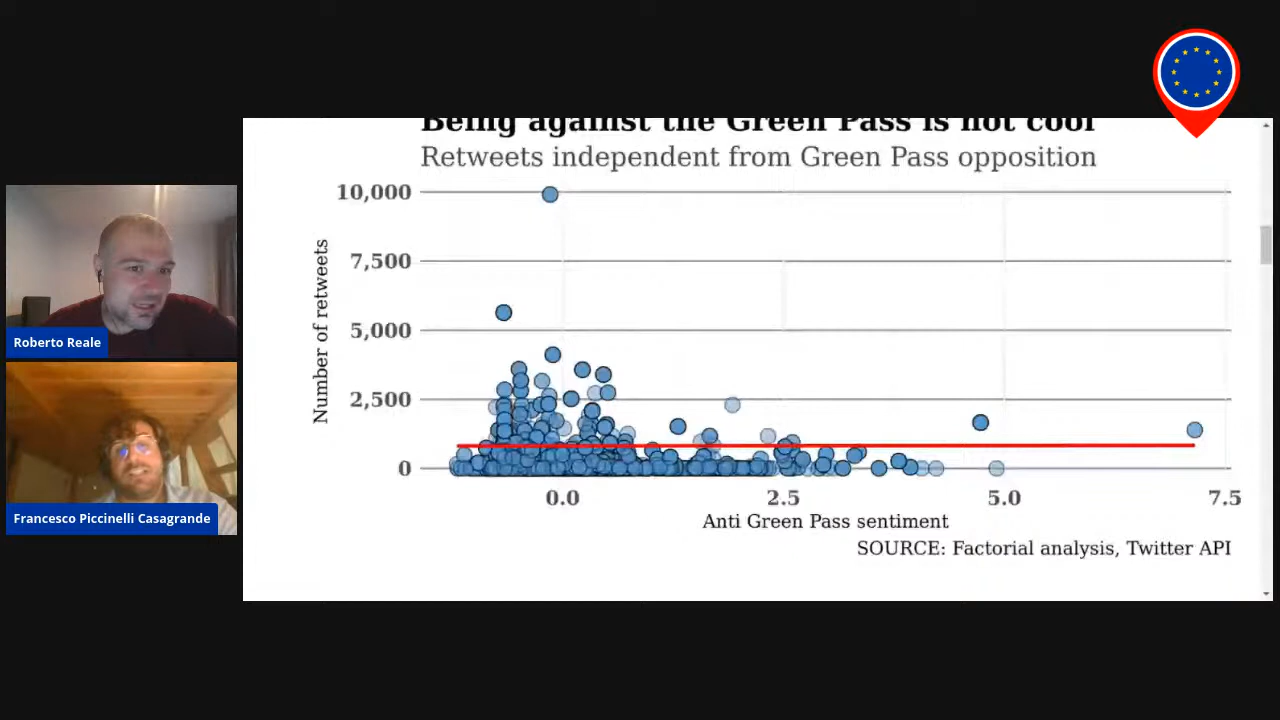 Being against the Green Pass is not cool
Retweets independent from Green Pass opposition
10,000
7,500
5,000
2,500
0
Number of retweets
0.0 2.5 5.0 7.5
Anti Green Pass sentiment
SOURCE: Factorial analysis, Twitter API
Roberto Reale
Francesco Piccinelli Casagrande